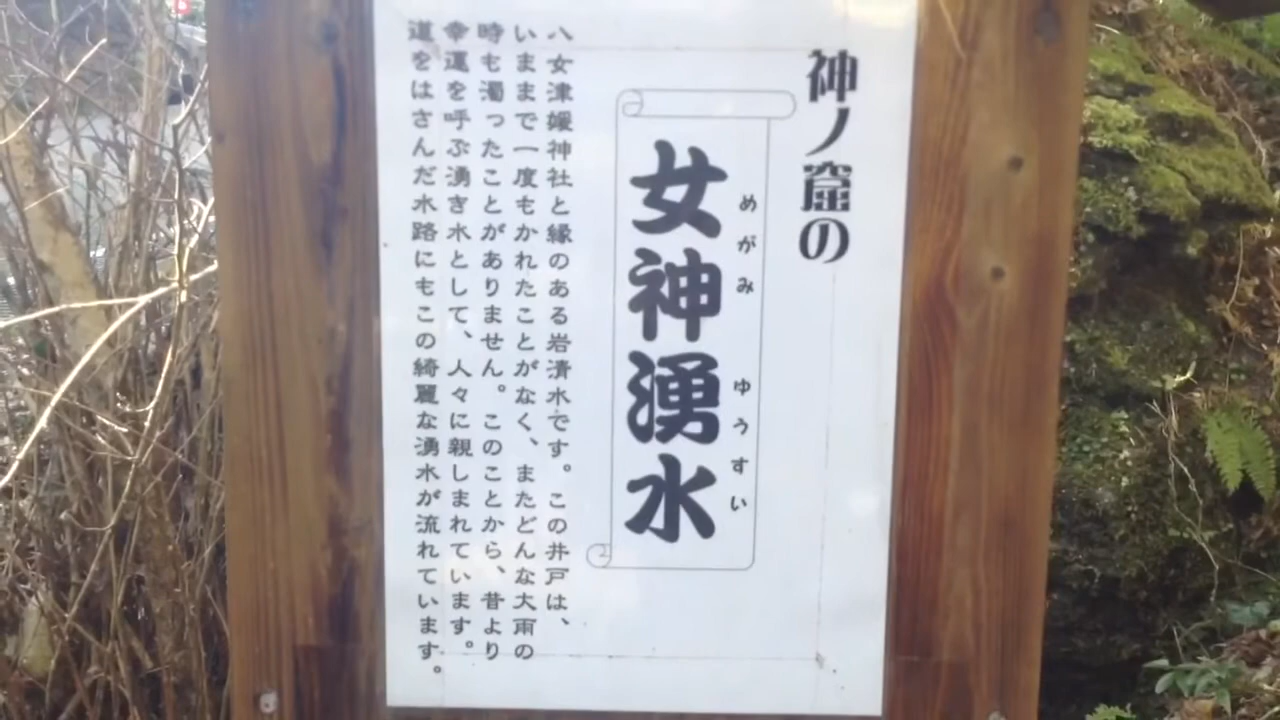 神ノ窟の
女神湧水
めがみ ゆうすい
八女津媛神社と縁のある岩清水です。この井戸は、
いままで一度もかれたことがなく、またどんな大雨の
時も濁ったことがありません。このことから、昔より
幸運を呼ぶ湧き水として、人々に親しまれています。
道をはさんだ水路にもこの綺麗な湧水が流れています。